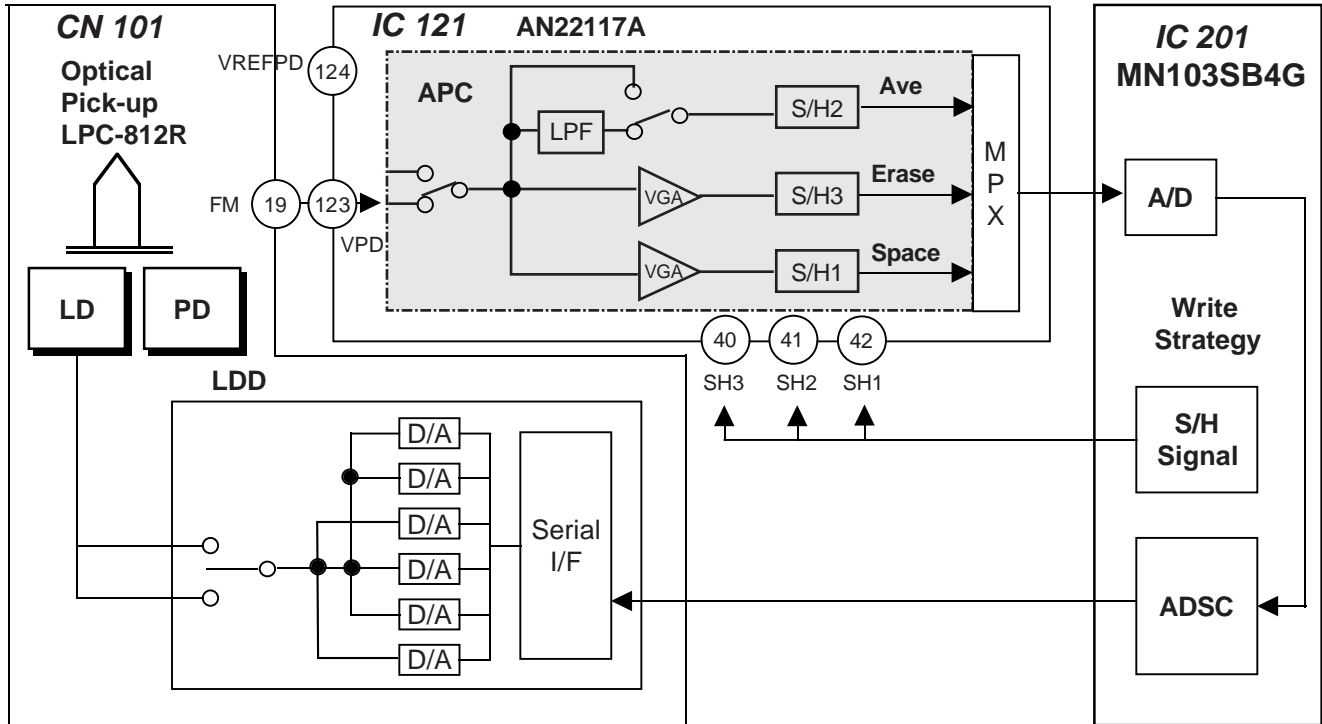 CN 101
Optical
Pick-up
LPC-812R
LD
PD
FM
19
123
VPD
VREFPD
124
IC 121
AN22117A
APC
LPF
S/H2
Ave
VGA
S/H3
Erase
VGA
S/H1
Space
M
P
X
40
41
42
SH3
SH2
SH1
IC 201
MN103SB4G
A/D
Write
Strategy
S/H
Signal
ADSC
LDD
D/A
D/A
D/A
D/A
D/A
D/A
Serial
I/F